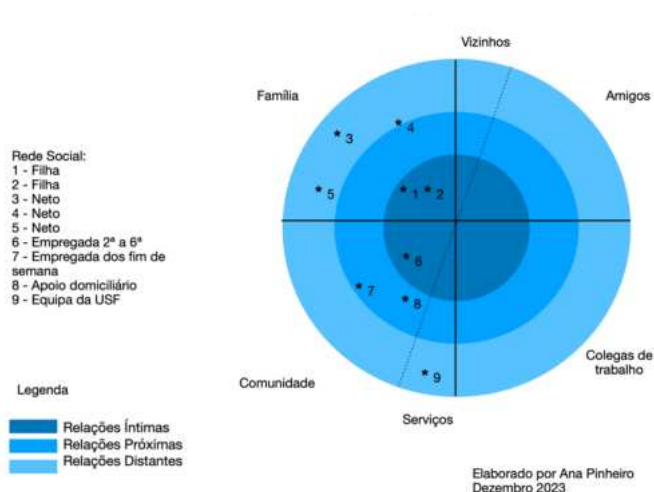 Vizinhos
Família
Amigos
* 3
* 4
* 5
* 1
* 2
Rede Social:
1 - Filha
2 - Filha
3 - Neto
4 - Neto
5 - Neto
6 - Empregada 2ª a 6ª
7 - Empregada dos fim de
semana
8 - Apoio domiciliário
9 - Equipa da USF
* 6
* 7
* 8
* 9
Comunidade
Serviços
Colegas de
trabalho
Legenda
Relações Íntimas
Relações Próximas
Relações Distantes
Elaborado por Ana Pinheiro
Dezembro 2023